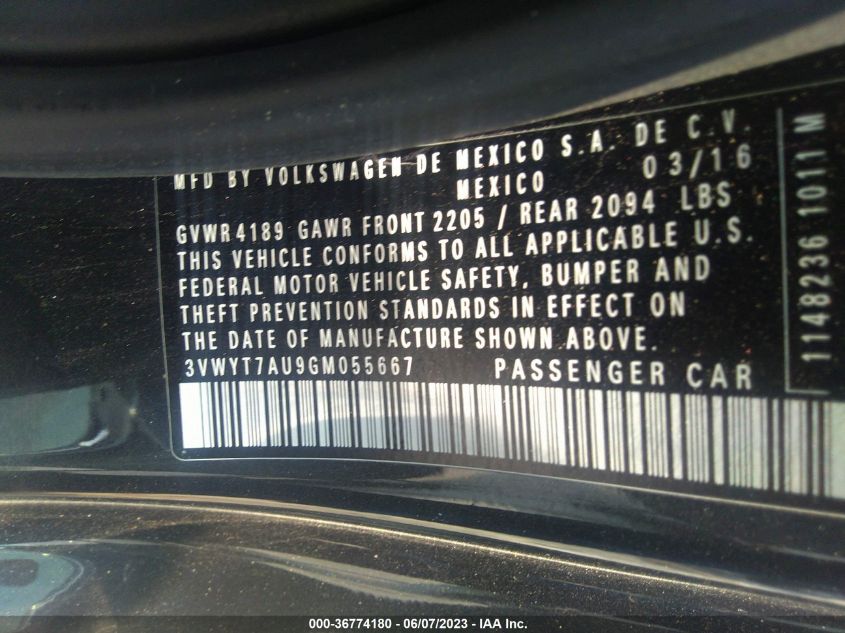 MFD BY VOLKSWAGEN DE MEXICO S.A. DE C.V.
MEXICO 03/16
GVWR 4189 GAWR FRONT 2205 / REAR 2094 LBS
THIS VEHICLE CONFORMS TO ALL APPLICABLE U.S.
FEDERAL MOTOR VEHICLE SAFETY, BUMPER AND
THEFT PREVENTION STANDARDS IN EFFECT ON
THE DATE OF MANUFACTURE SHOWN ABOVE.
3VWYT7AU9GM055667 PASSENGER CAR
1148236 1011 M
000-36774180 - 06/07/2023 - IAA Inc.